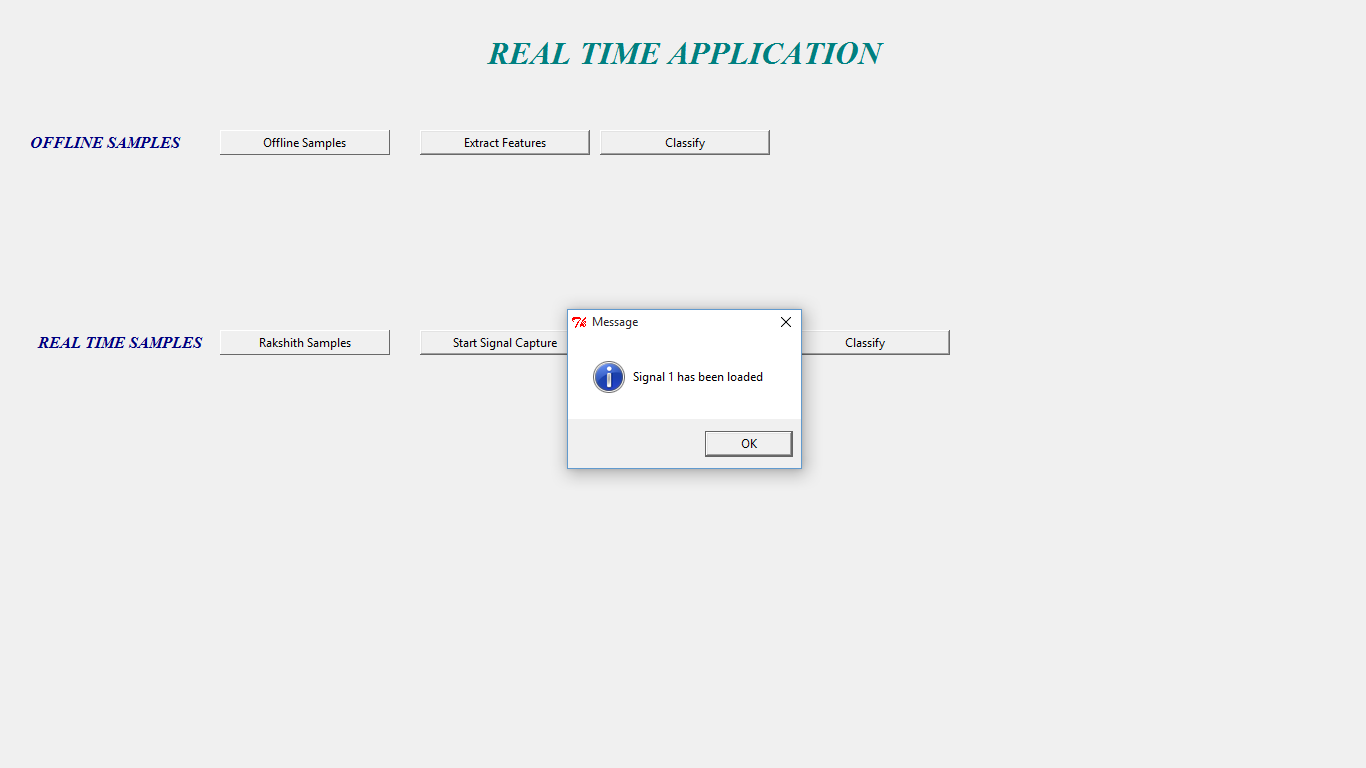 REAL TIME APPLICATION
OFFLINE SAMPLES Offline Samples Extract Features Classify
Message
REAL TIME SAMPLES Rakshith Samples Start Signal Capture Classify
Signal 1 has been loaded
OK